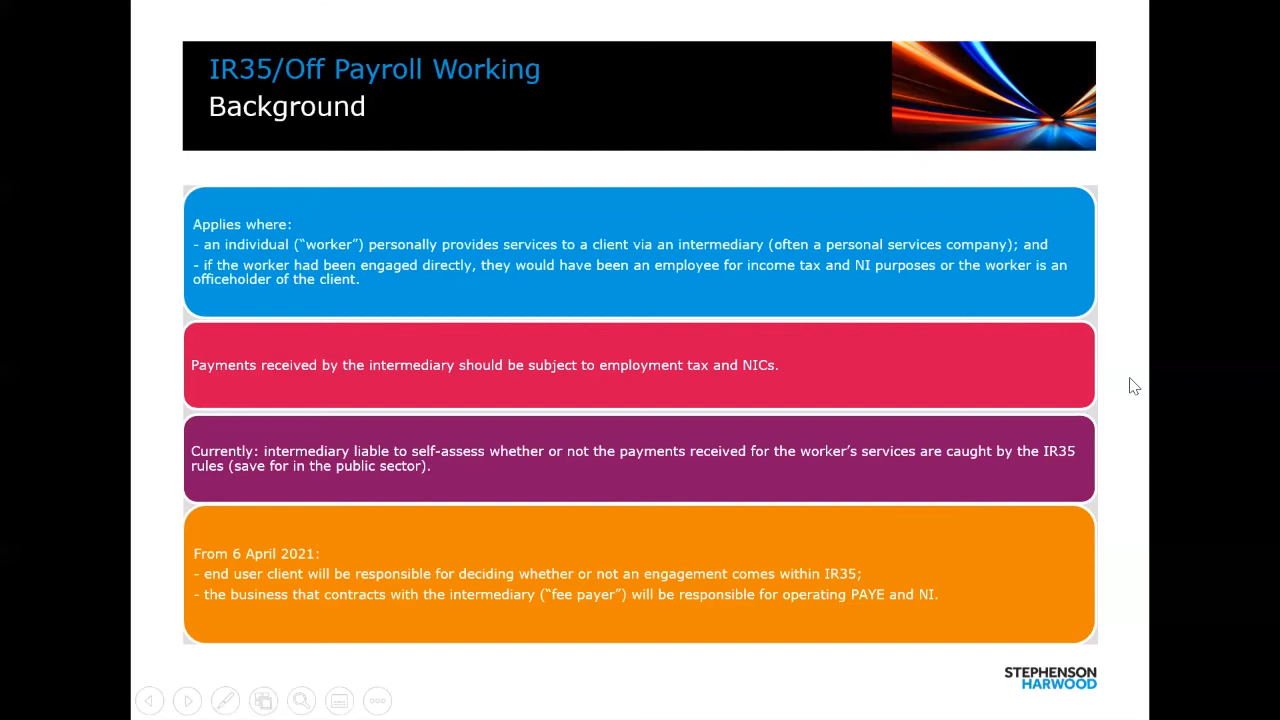 IR35/Off Payroll Working
Background
Applies where:
- an individual (“worker”) personally provides services to a client via an intermediary (often a personal services company); and
- if the worker had been engaged directly, they would have been an employee for income tax and NI purposes or the worker is an
officeholder of the client.
Payments received by the intermediary should be subject to employment tax and NICs.
Currently: intermediary liable to self-assess whether or not the payments received for the worker’s services are caught by the IR35
rules (save for in the public sector).
From 6 April 2021:
- end user client will be responsible for deciding whether or not an engagement comes within IR35;
- the business that contracts with the intermediary (“fee payer”) will be responsible for operating PAYE and NI.
STEPHENSON
HARWOOD